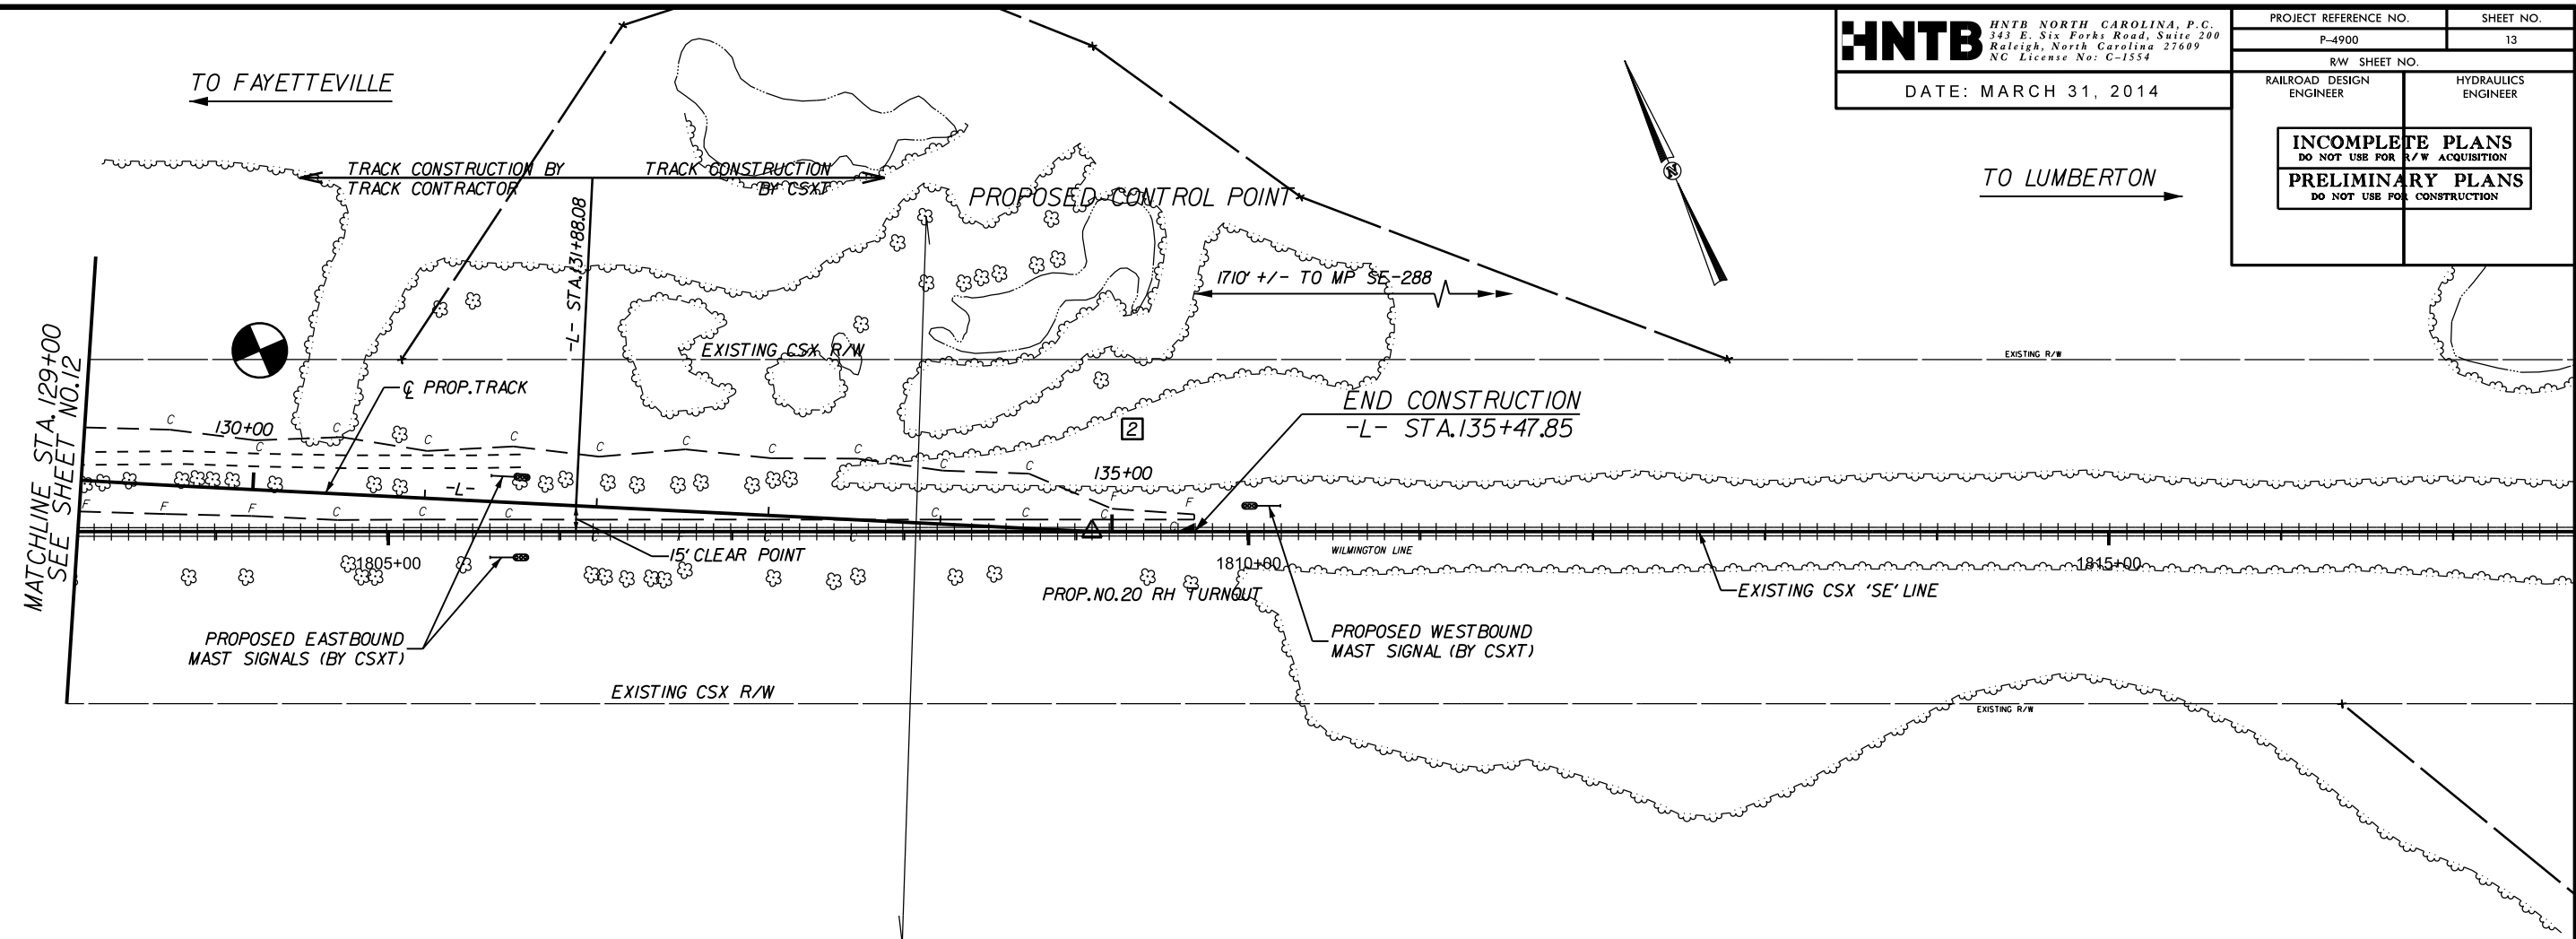 HNTB
HNTB NORTH CAROLINA, P.C.
343 E. Six Forks Road, Suite 200
Raleigh, North Carolina 27609
NC License No: C-1554
DATE: MARCH 31, 2014
PROJECT REFERENCE NO.
SHEET NO.
P-4900
13
R/W SHEET NO.
RAILROAD DESIGN
ENGINEER
HYDRAULICS
ENGINEER
INCOMPLETE PLANS
DO NOT USE FOR R/W ACQUISITION
PRELIMINARY PLANS
DO NOT USE FOR CONSTRUCTION
TO FAYETTEVILLE
TO LUMBERTON
N
TRACK CONSTRUCTION BY
TRACK CONTRACTOR
TRACK CONSTRUCTION
BY CSXT
PROPOSED CONTROL POINT
-L- STA.131+88.08
1710' +/- TO MP SE-288
EXISTING CSX R/W
EXISTING R/W
MATCHLINE STA. 129+00
SEE SHEET NO.12
℄ PROP.TRACK
END CONSTRUCTION
-L- STA.135+47.85
2
130+00
135+00
-L-
C
C
C
C
C
C
C
C
C
C
C
C
F
F
F
C
C
C
C
C
C
C
C
C
F
F
C
C
C
C
15' CLEAR POINT
WILMINGTON LINE
1805+00
1810+00
1815+00
PROP.NO.20 RH TURNOUT
EXISTING CSX 'SE' LINE
PROPOSED EASTBOUND
MAST SIGNALS (BY CSXT)
PROPOSED WESTBOUND
MAST SIGNAL (BY CSXT)
EXISTING CSX R/W
EXISTING R/W